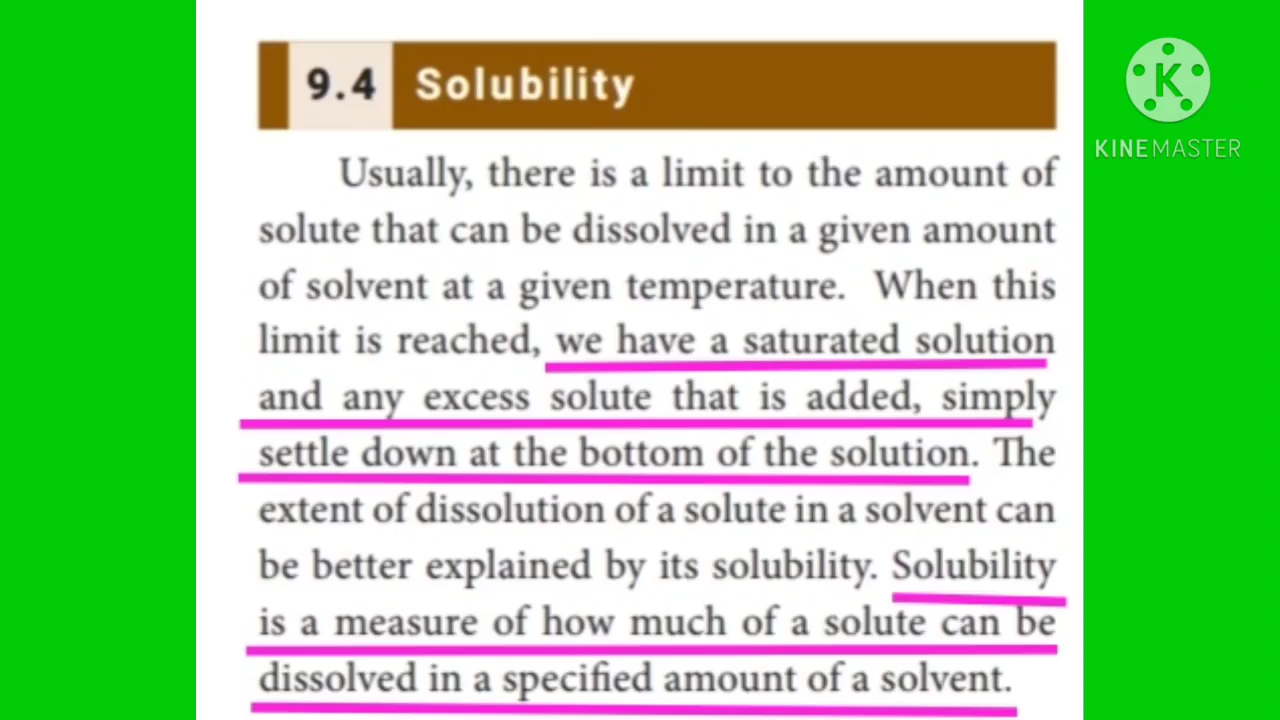 9.4 Solubility
K
KINEMASTER
Usually, there is a limit to the amount of
solute that can be dissolved in a given amount
of solvent at a given temperature. When this
limit is reached, we have a saturated solution
and any excess solute that is added, simply
settle down at the bottom of the solution. The
extent of dissolution of a solute in a solvent can
be better explained by its solubility. Solubility
is a measure of how much of a solute can be
dissolved in a specified amount of a solvent.